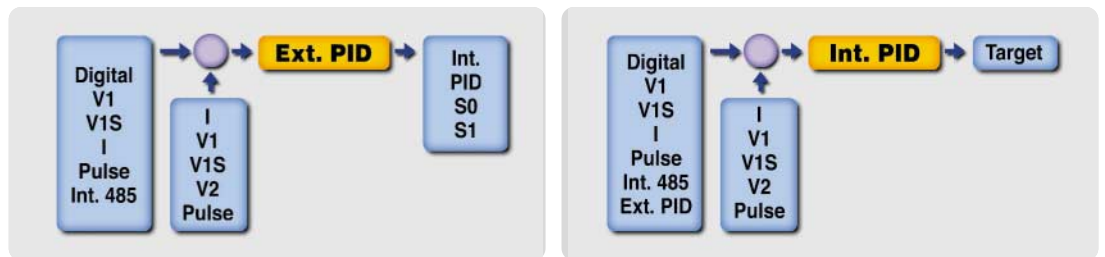 Digital
V1
V1S
I
Pulse
Int. 485
I
V1
V1S
V2
Pulse
Ext. PID
Int.
PID
S0
S1
Digital
V1
V1S
I
Pulse
Int. 485
Ext. PID
I
V1
V1S
V2
Pulse
Int. PID
Target